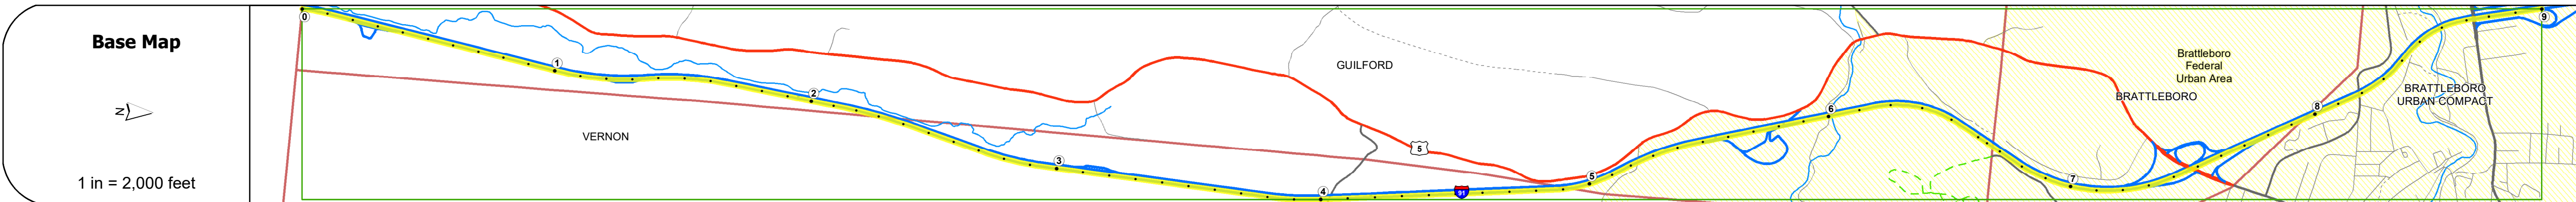 Base Map
N
1 in = 2,000 feet
0
1
2
3
4
5
6
7
8
9
VERNON
GUILFORD
5
91
BRATTLEBORO
Brattleboro
Federal
Urban Area
BRATTLEBORO
URBAN COMPACT